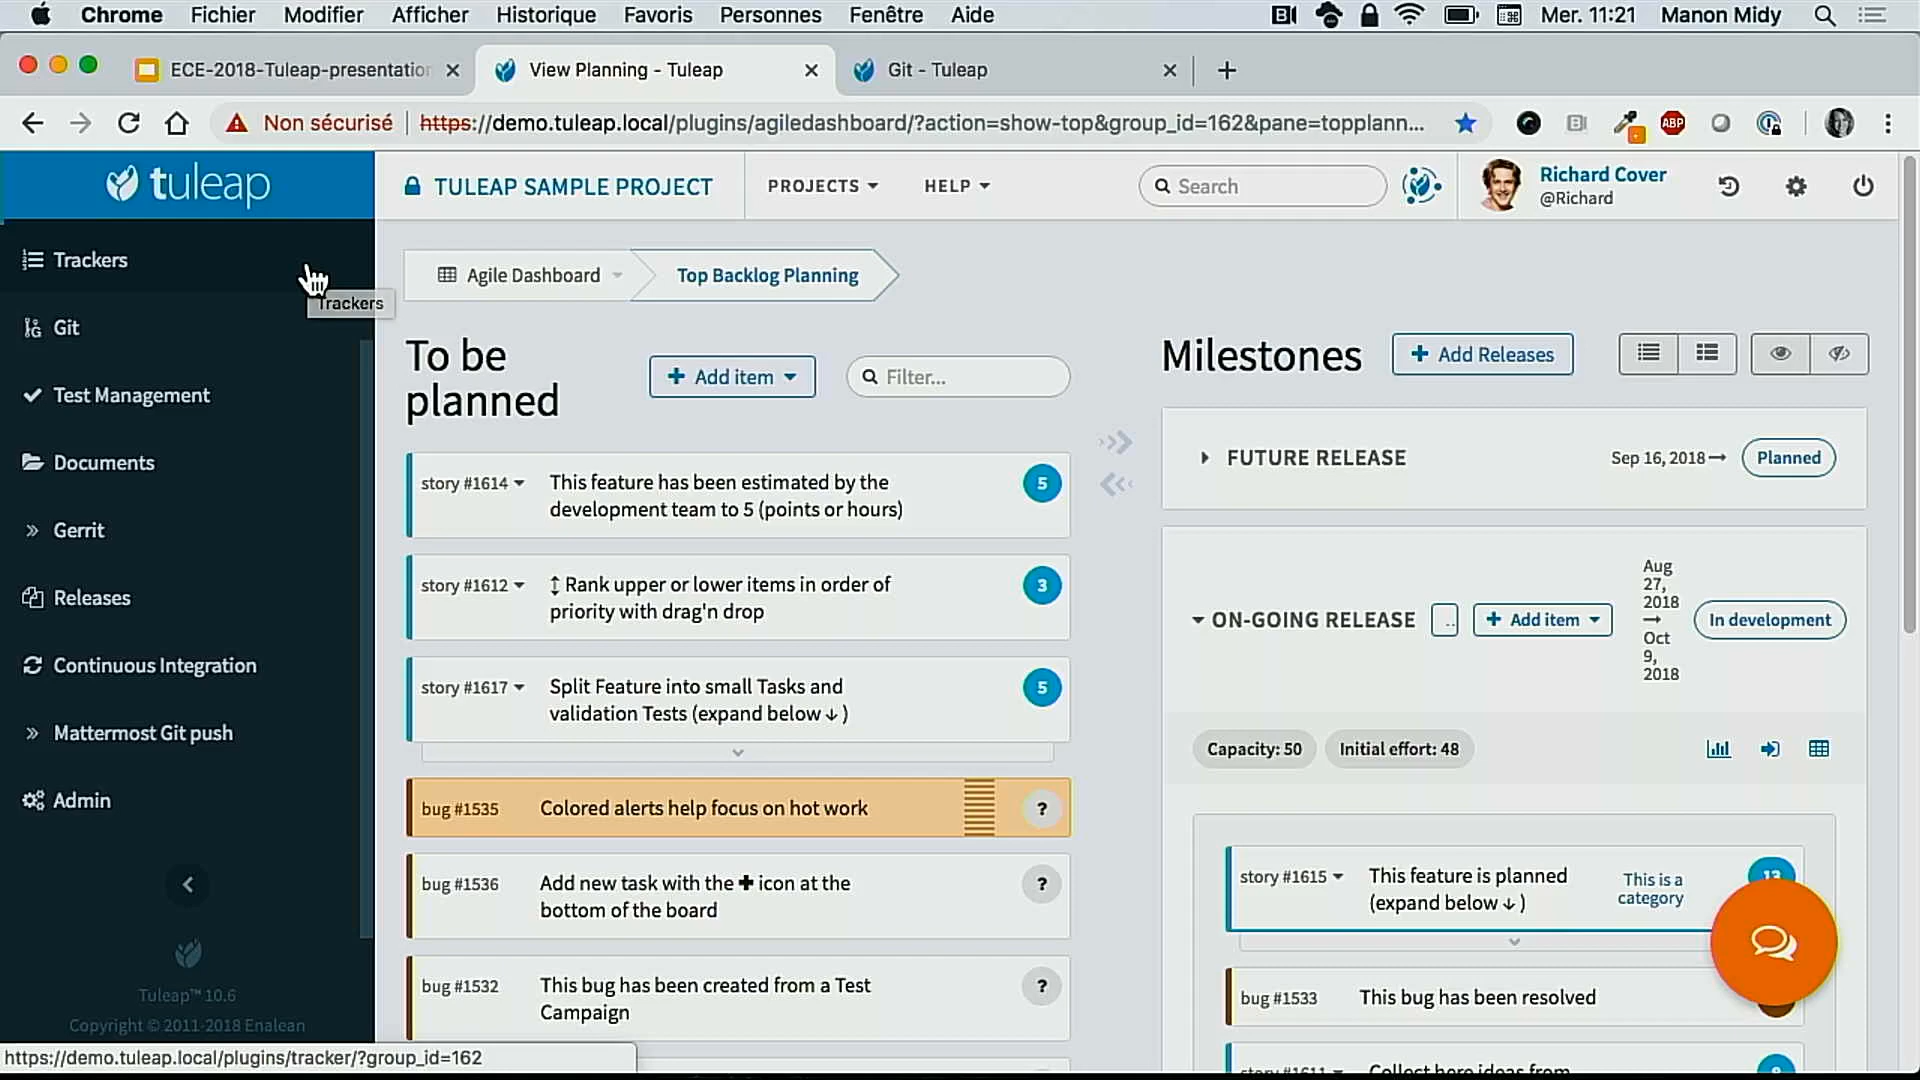 Chrome Fichier Modifier Afficher Historique Favoris Personnes Fenêtre Aide Mer. 11:21 Manon Midy
ECE-2018-Tuleap-presentation
View Planning - Tuleap
Git - Tuleap
Non sécurisé
https://demo.tuleap.local/plugins/agiledashboard/?action=show-top&group_id=162&pane=topplann...
ABP
tuleap
TULEAP SAMPLE PROJECT
PROJECTS
HELP
Search
Richard Cover
@Richard
Trackers
Trackers
Git
Test Management
Documents
Gerrit
Releases
Continuous Integration
Mattermost Git push
Admin
Tuleap™ 10.6
Copyright © 2011-2018 Enalean
https://demo.tuleap.local/plugins/tracker/?group_id=162
Agile Dashboard
Top Backlog Planning
To be
planned
+ Add item
Filter...
story #1614
This feature has been estimated by the
development team to 5 (points or hours)
5
story #1612
↕ Rank upper or lower items in order of
priority with drag'n drop
3
story #1617
Split Feature into small Tasks and
validation Tests (expand below ↓ )
5
bug #1535
Colored alerts help focus on hot work
?
bug #1536
Add new task with the ✚ icon at the
bottom of the board
?
bug #1532
This bug has been created from a Test
Campaign
?
Milestones
+ Add Releases
FUTURE RELEASE
Sep 16, 2018→
Planned
ON-GOING RELEASE
..
+ Add item
Aug
27,
2018
→
Oct
9,
2018
In development
Capacity: 50
Initial effort: 48
story #1615
This feature is planned
(expand below ↓ )
This is a
category
13
bug #1533
This bug has been resolved
story #1611
Collect here ideas from